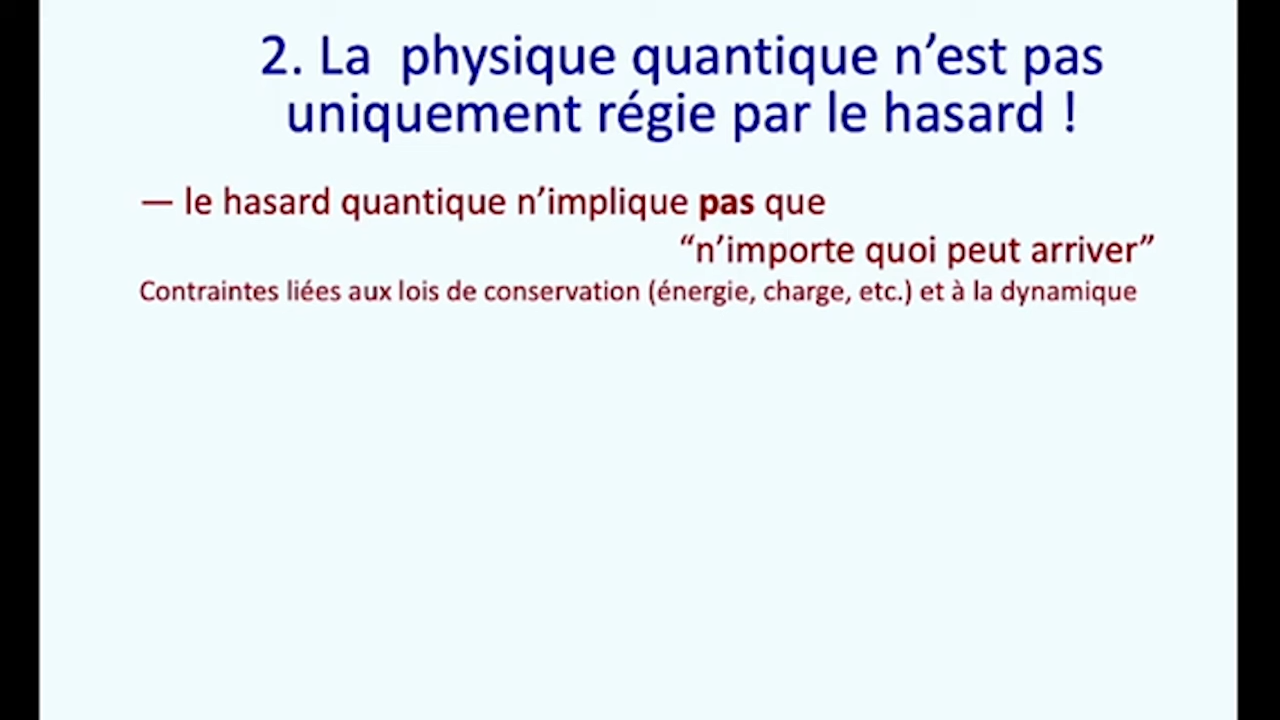 2. La  physique quantique n’est pas
uniquement régie par le hasard !
— le hasard quantique n’implique pas que
“n’importe quoi peut arriver”
Contraintes liées aux lois de conservation (énergie, charge, etc.) et à la dynamique